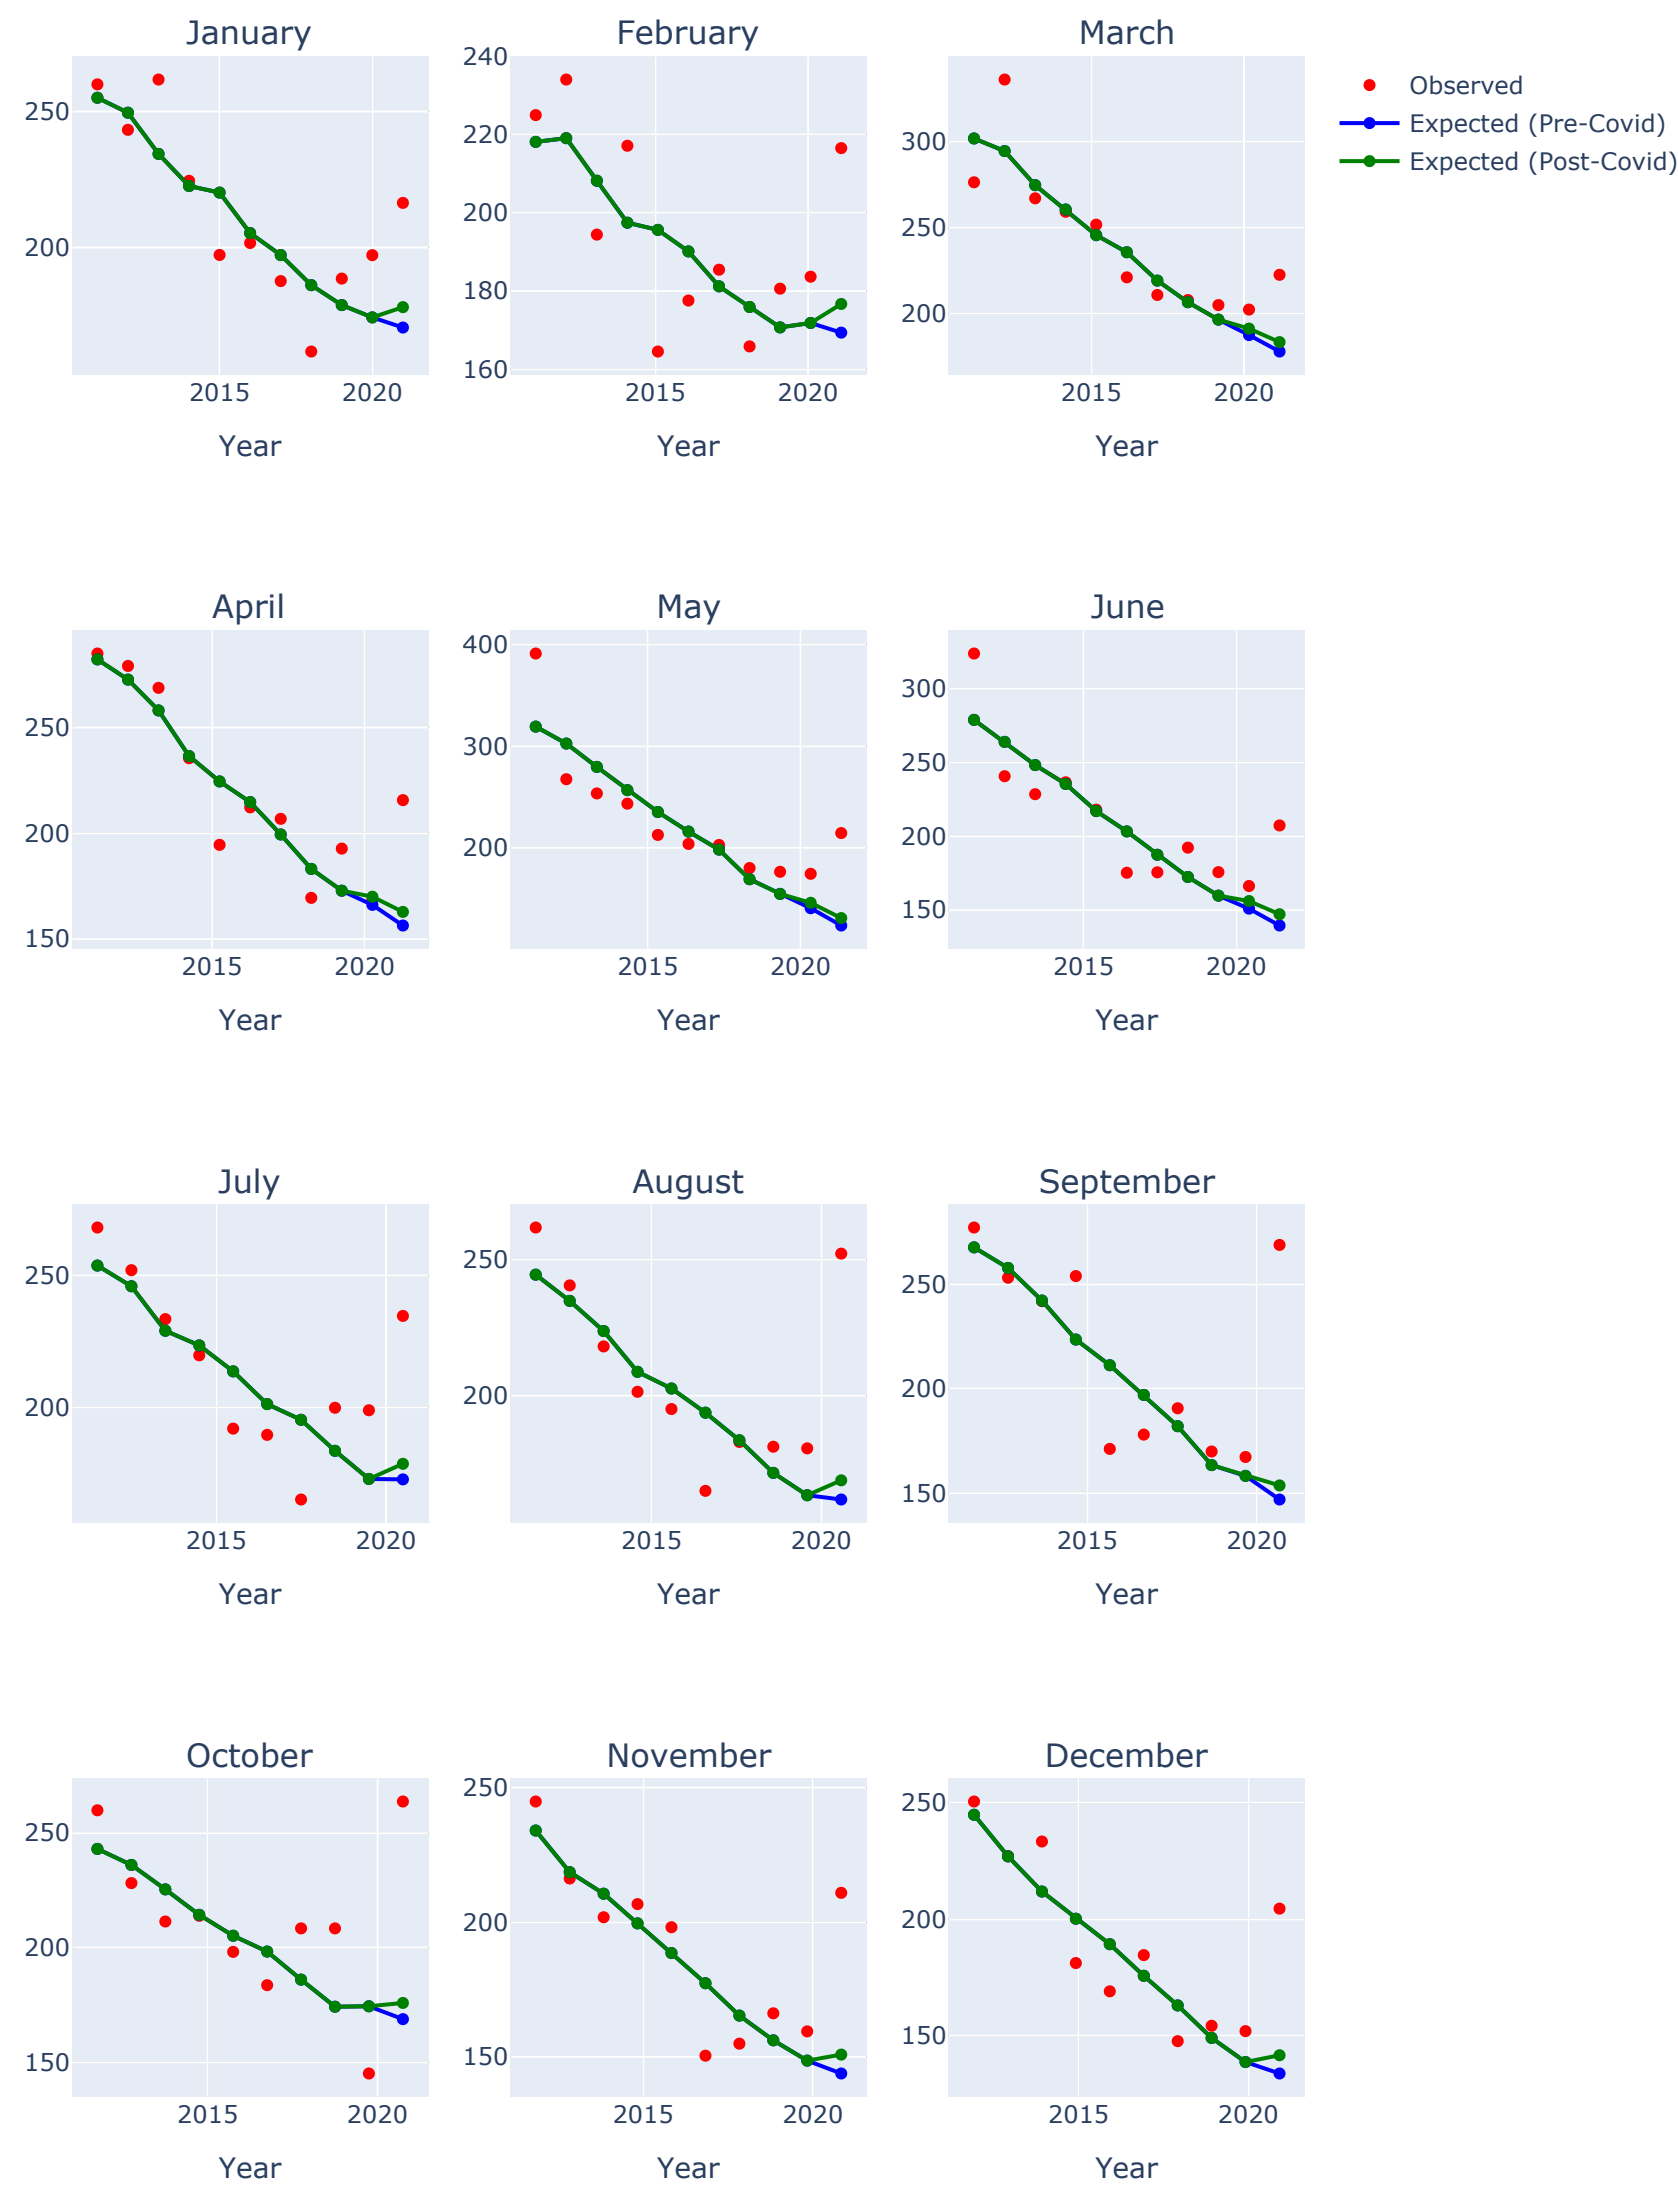 January
February
March
240
250
220
300
200
250
200
180
200
160
2015
2020
2015
2020
2015
2020
Year
Year
Year
Observed
Expected (Pre-Covid)
Expected (Post-Covid)
April
May
June
400
300
250
300
250
200
200
200
150
150
2015
2020
2015
2020
2015
2020
Year
Year
Year
July
August
September
250
250
250
200
200
200
150
2015
2020
2015
2020
2015
2020
Year
Year
Year
October
November
December
250
250
250
200
200
200
150
150
150
2015
2020
2015
2020
2015
2020
Year
Year
Year